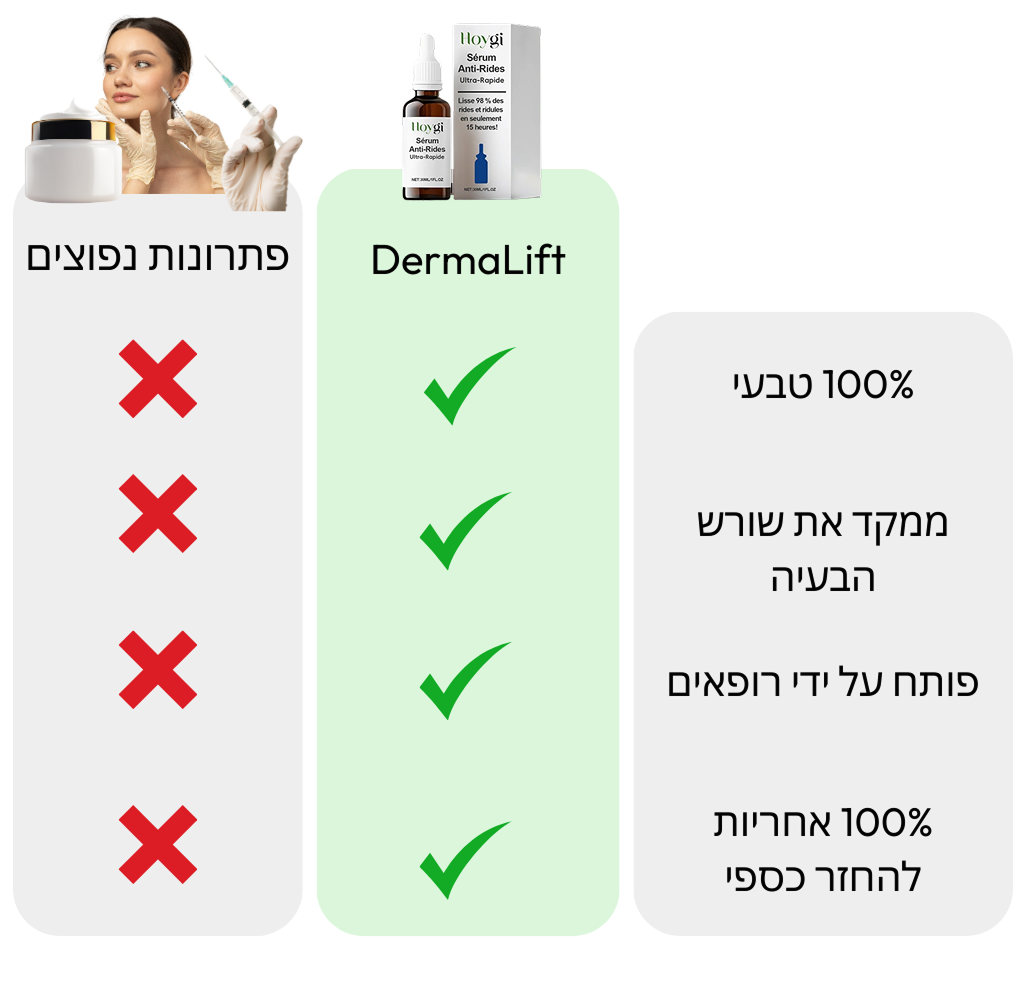 Hoygi
Sérum
Anti-Rides
Ultra-Rapide
Lisse 98 % des
rides et ridules
en seulement
15 heures!
NET:30ML/1FL.OZ
Hoygi
Sérum
Anti-Rides
Ultra-Rapide
NET:30ML/1FL.OZ
DermaLift
פתרונות נפוצים
100% טבעי
ממקד את שורש
הבעיה
פותח על ידי רופאים
100% אחריות
להחזר כספי